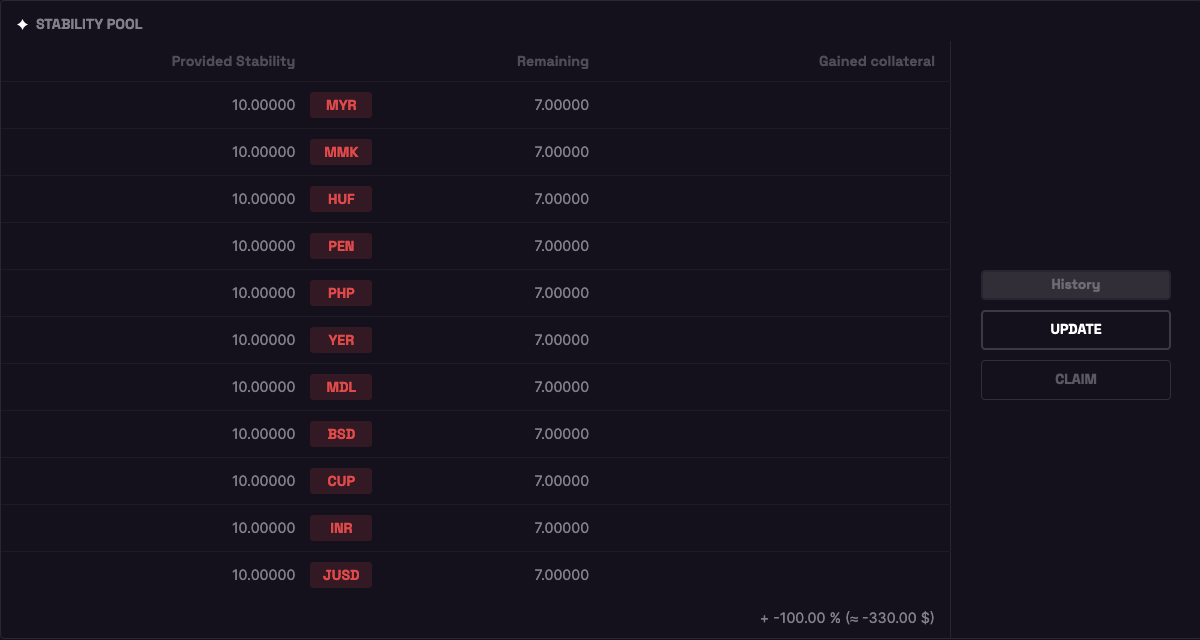 STABILITY POOL
Provided Stability Remaining Gained collateral
10.00000 MYR 7.00000
10.00000 MMK 7.00000
10.00000 HUF 7.00000
10.00000 PEN 7.00000
10.00000 PHP 7.00000
10.00000 YER 7.00000
10.00000 MDL 7.00000
10.00000 BSD 7.00000
10.00000 CUP 7.00000
10.00000 INR 7.00000
10.00000 JUSD 7.00000
+ -100.00 % (≈ -330.00 $)
History
UPDATE
CLAIM